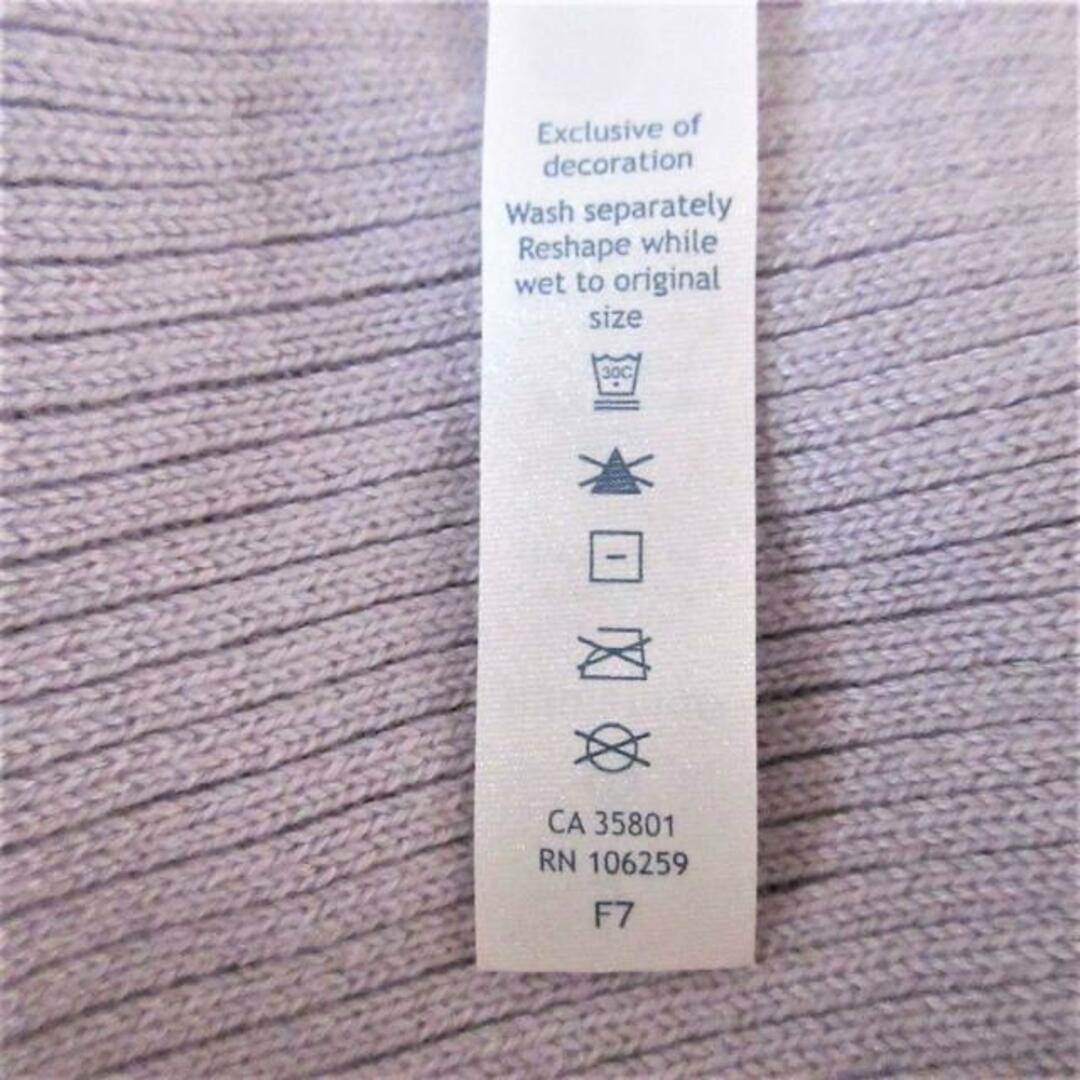 Exclusive of
decoration
Wash separately
Reshape while
wet to original
size
30C
CA 35801
RN 106259
F7